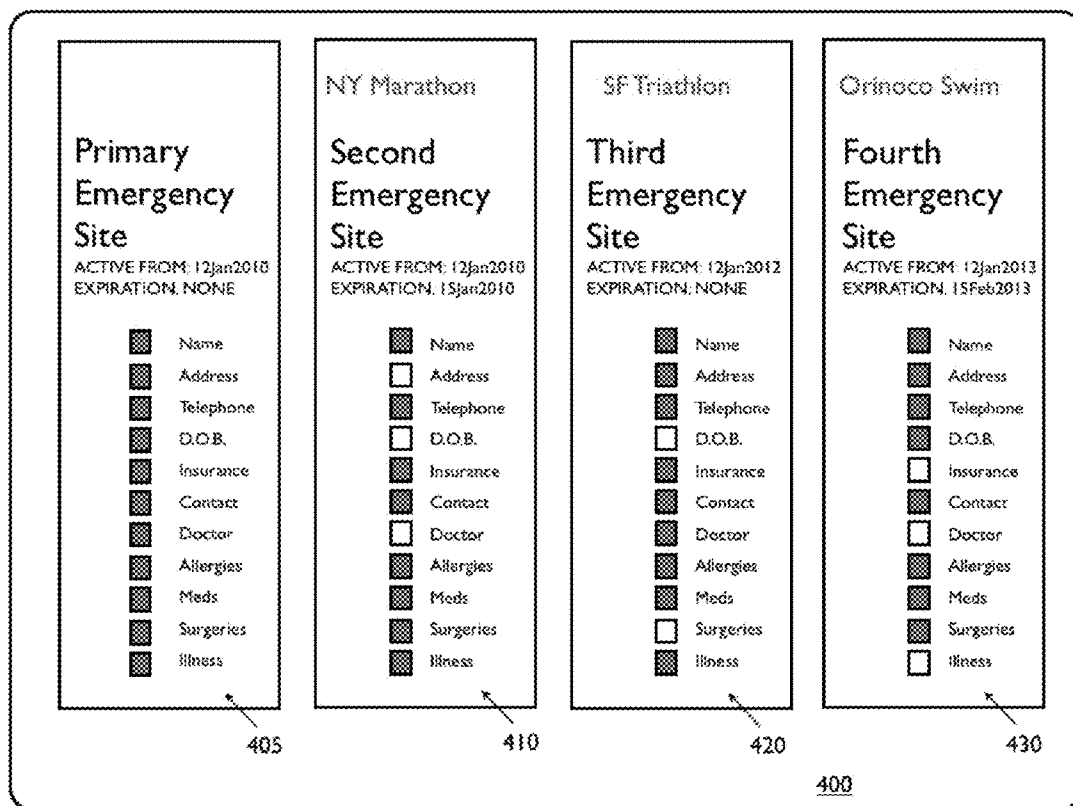 Primary
Emergency
Site
ACTIVE FROM: 12Jan2010
EXPIRATION: NONE
Name
Address
Telephone
D.O.B.
Insurance
Contact
Doctor
Allergies
Meds
Surgeries
Illness
405
NY Marathon
Second
Emergency
Site
ACTIVE FROM: 12Jan2010
EXPIRATION: 15Jan2010
Name
Address
Telephone
D.O.B.
Insurance
Contact
Doctor
Allergies
Meds
Surgeries
Illness
410
SF Triathlon
Third
Emergency
Site
ACTIVE FROM: 12Jan2012
EXPIRATION: NONE
Name
Address
Telephone
D.O.B.
Insurance
Contact
Doctor
Allergies
Meds
Surgeries
Illness
420
Orinoco Swim
Fourth
Emergency
Site
ACTIVE FROM: 12Jan2013
EXPIRATION: 15Feb2013
Name
Address
Telephone
D.O.B.
Insurance
Contact
Doctor
Allergies
Meds
Surgeries
Illness
430
400